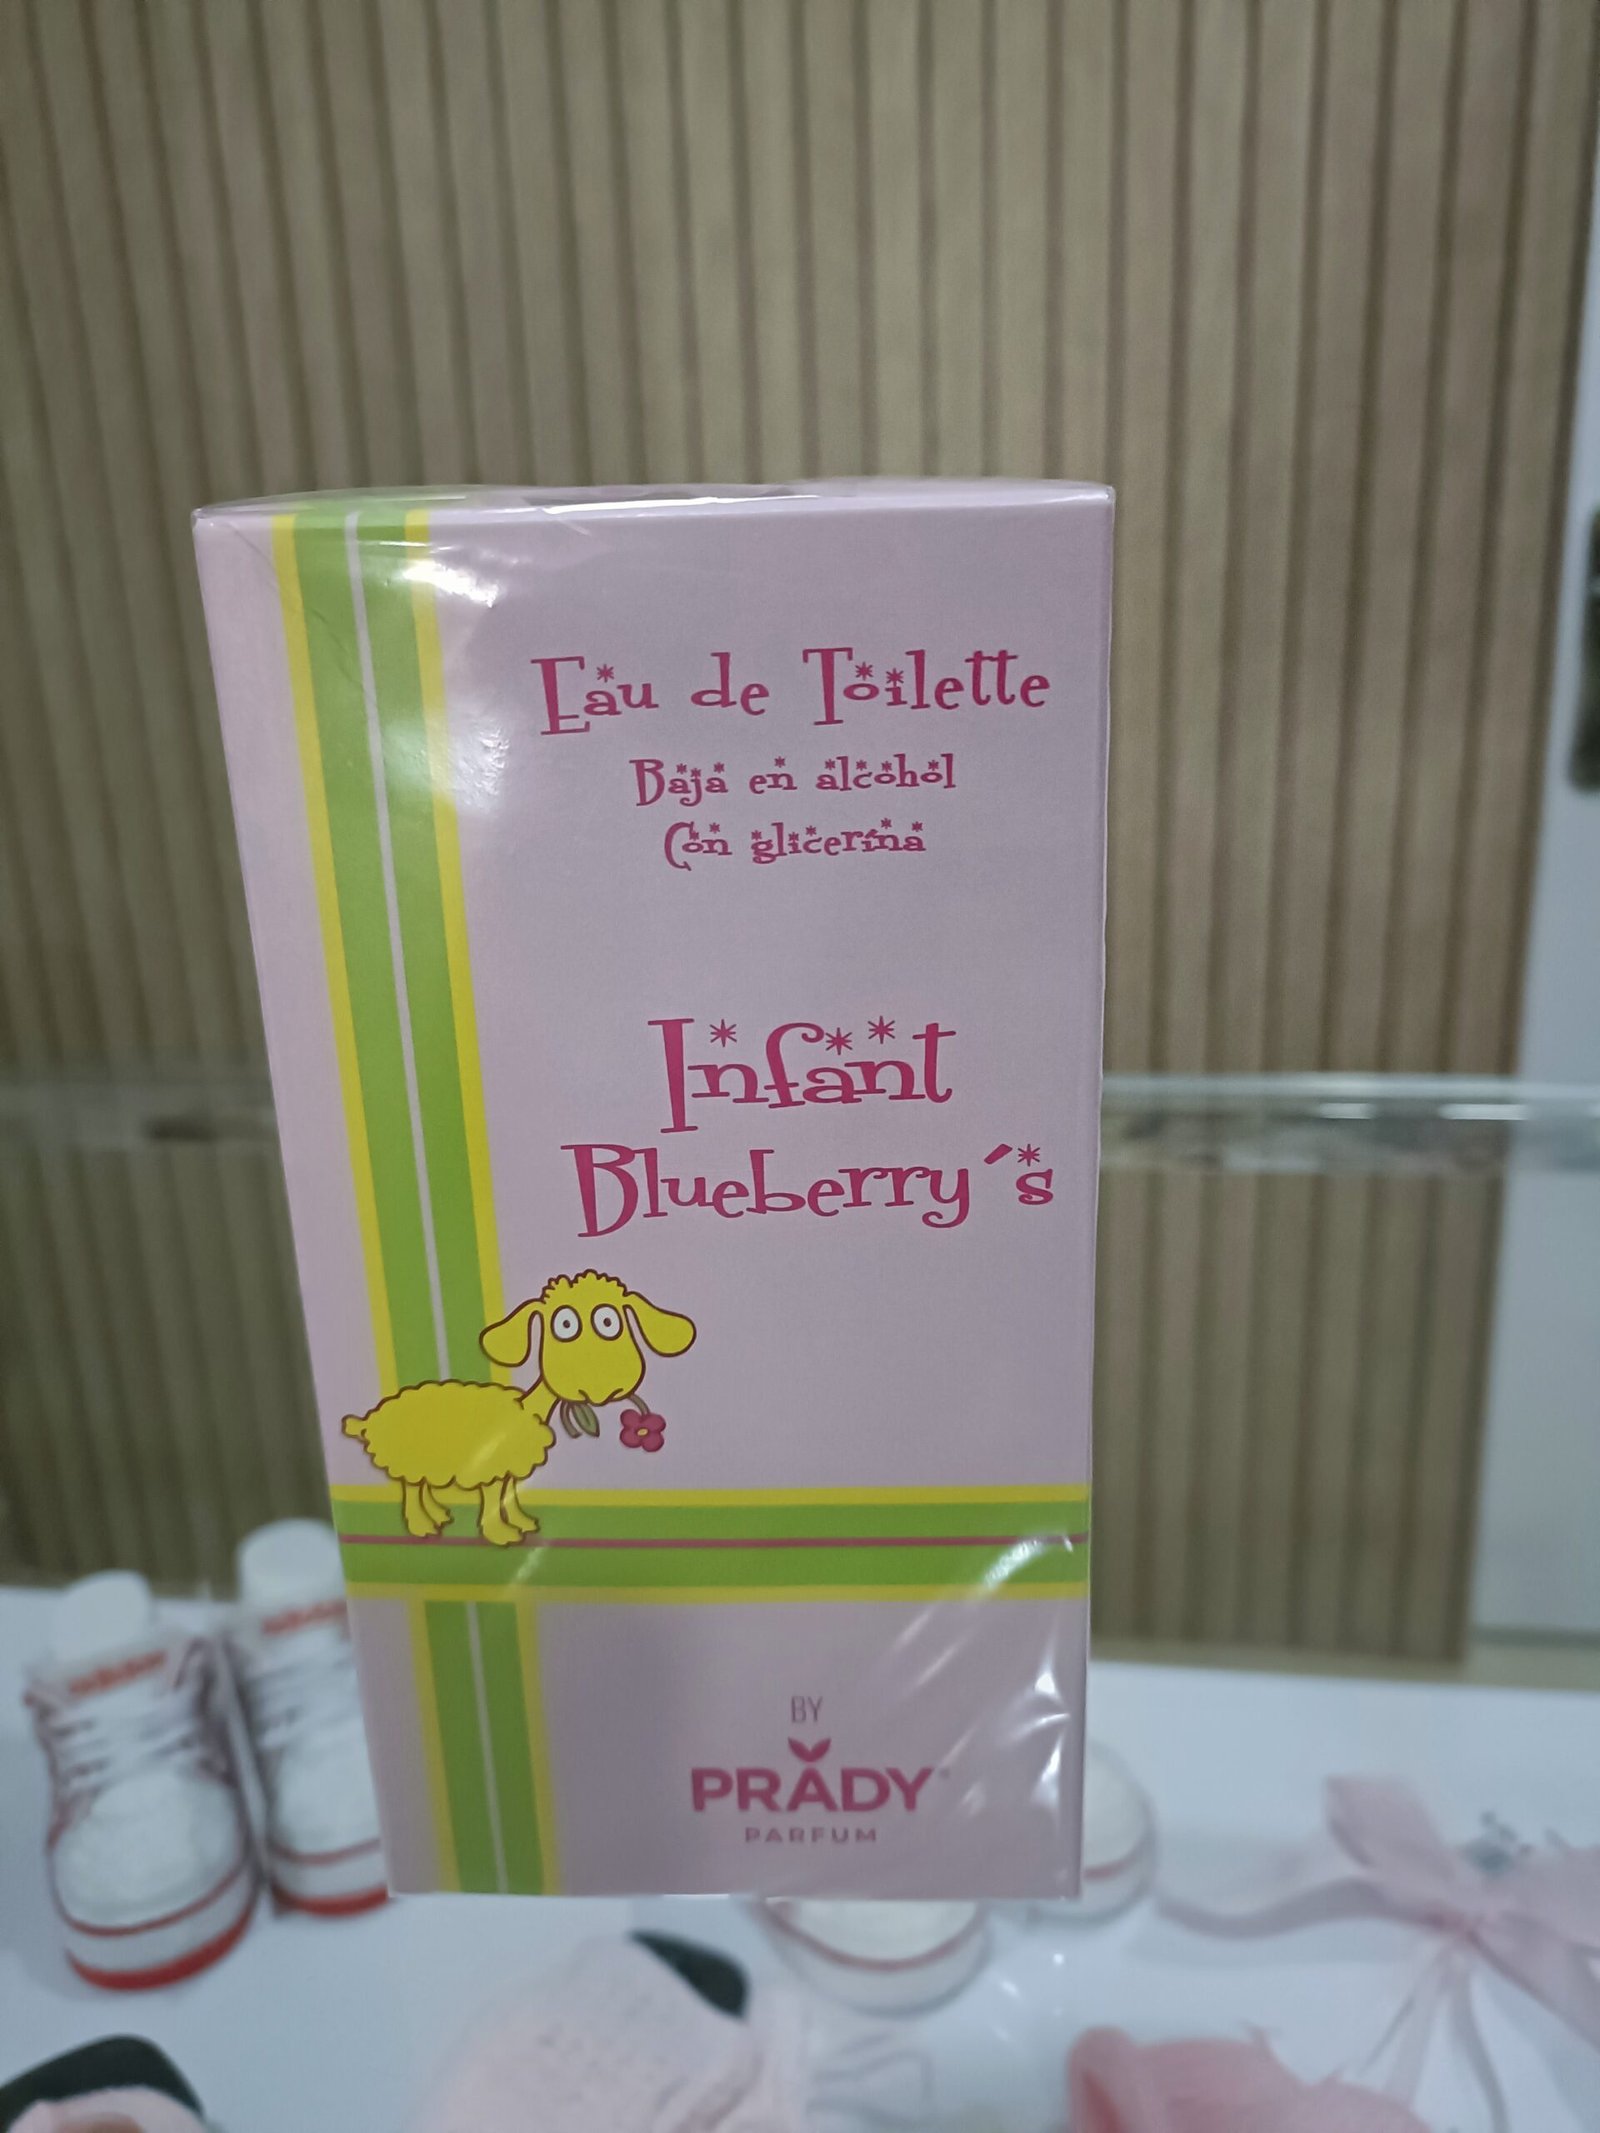 Eau de Toilette
Baja en alcohol
Con glicerina
Infant
Blueberry´s
BY
PRADY
PARFUM